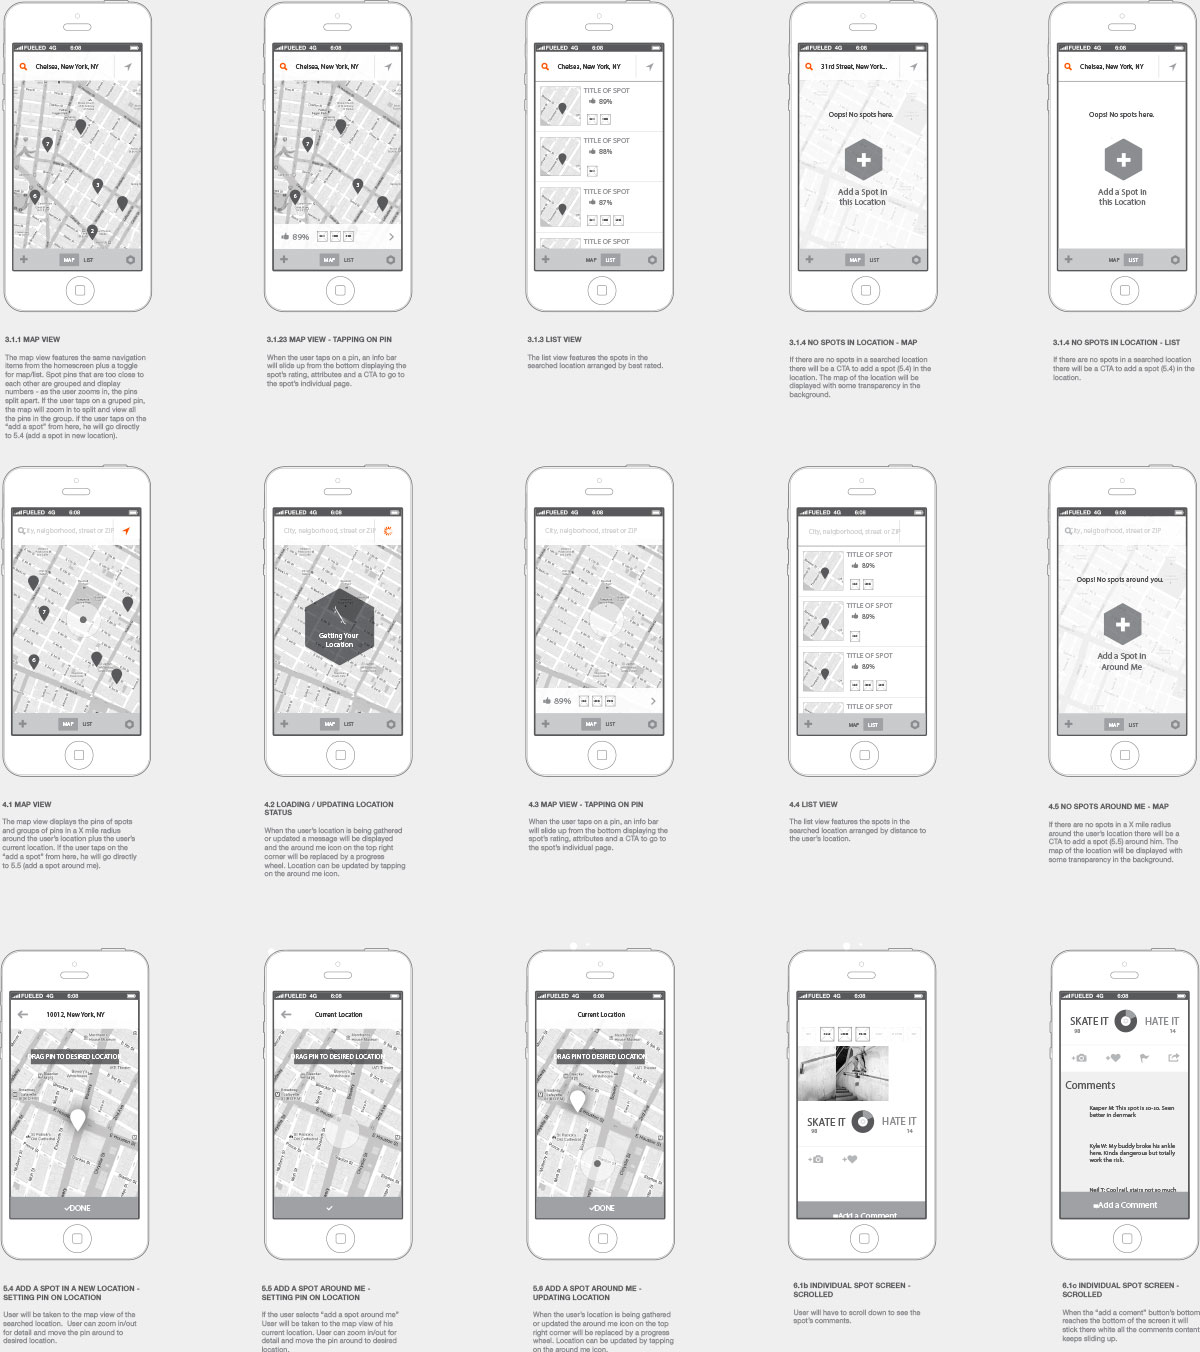 FUELED 4G 6:08
Chelsea, New York, NY
7
3
6
2
MAP LIST
FUELED 4G 6:08
Chelsea, New York, NY
7
3
6
89%
MAP LIST
FUELED 4G 6:08
Chelsea, New York, NY
TITLE OF SPOT
89%
TITLE OF SPOT
88%
TITLE OF SPOT
87%
TITLE OF SPOT
MAP LIST
FUELED 4G 6:08
31rd Street, New York...
Oops! No spots here.
Add a Spot in
this Location
MAP LIST
FUELED 4G 6:08
Chelsea, New York, NY
Oops! No spots here.
Add a Spot in
this Location
MAP LIST
3.1.1 MAP VIEW
The map view features the same navigation
items from the homescreen plus a toggle
for map/list. Spot pins that are too close to
each other are grouped and display
numbers - as the user zooms in, the pins
split apart. If the user taps on a gruped pin,
the map will zoom in to split and view all
the pins in the group. If the user taps on the
"add a spot" from here, he will go directly
to 5.4 (add a spot in new location).
3.1.23 MAP VIEW - TAPPING ON PIN
When the user taps on a pin, an info bar
will slide up from the bottom displaying the
spot's rating, attributes and a CTA to go to
the spot's individual page.
3.1.3 LIST VIEW
The list view features the spots in the
searched location arranged by best rated.
3.1.4 NO SPOTS IN LOCATION - MAP
If there are no spots in a searched location
there will be a CTA to add a spot (5.4) in the
location. The map of the location will be
displayed with some transparency in the
background.
3.1.4 NO SPOTS IN LOCATION - LIST
If there are no spots in a searched location
there will be a CTA to add a spot (5.4) in the
location.
FUELED 4G 6:08
City, neigborhood, street or ZIP
7
6
MAP LIST
FUELED 4G 6:08
City, neigborhood, street or ZIP
Getting Your
Location
MAP LIST
FUELED 4G 6:08
City, neigborhood, street or ZIP
89%
MAP LIST
FUELED 4G 6:08
City, neigborhood, street or ZIP
TITLE OF SPOT
89%
TITLE OF SPOT
89%
TITLE OF SPOT
89%
TITLE OF SPOT
MAP LIST
FUELED 4G 6:08
City, neigborhood, street or ZIP
Oops! No spots around you.
Add a Spot in
Around Me
MAP LIST
4.1 MAP VIEW
The map view displays the pins of spots
and groups of pins in a X mile radius
around the user's location plus the user's
current location. If the user taps on the
"add a spot" from here, he will go directly
to 5.5 (add a spot around me).
4.2 LOADING / UPDATING LOCATION
STATUS
When the user's location is being gathered
or updated a message will be displayed
and the around me icon on the top right
corner will be replaced by a progress
wheel. Location can be updated by tapping
on the around me icon.
4.3 MAP VIEW - TAPPING ON PIN
When the user taps on a pin, an info bar
will slide up from the bottom displaying the
spot's rating, attributes and a CTA to go to
the spot's individual page.
4.4 LIST VIEW
The list view features the spots in the
searched location arranged by distance to
the user's location.
4.5 NO SPOTS AROUND ME - MAP
If there are no spots in a X mile radius
around the user's location there will be a
CTA to add a spot (5.5) around him. The
map of the location will be displayed with
some transparency in the background.
FUELED 4G 6:08
10012, New York, NY
DRAG PIN TO DESIRED LOCATION
DONE
FUELED 4G 6:08
Current Location
DRAG PIN TO DESIRED LOCATION
FUELED 4G 6:08
Current Location
DRAG PIN TO DESIRED LOCATION
DONE
FUELED 4G 6:08
SKATE IT HATE IT
98 14
Add a Comment
FUELED 4G 6:08
SKATE IT HATE IT
98 14
Comments
Kasper M: This spot is so-so. Seen
better in denmark
Kyle W: My buddy broke his ankle
here. Kinda dangerous but totally
work the risk.
Neil T: Cool rail, stairs not so much
Add a Comment
5.4 ADD A SPOT IN A NEW LOCATION -
SETTING PIN ON LOCATION
User will be taken to the map view of the
searched location. User can zoom in/out
for detail and move the pin around to
desired location.
5.5 ADD A SPOT AROUND ME -
SETTING PIN ON LOCATION
If the user selects "add a spot around me"
User will be taken to the map view of his
current location. User can zoom in/out for
detail and move the pin around to desired
location.
5.6 ADD A SPOT AROUND ME -
UPDATING LOCATION
When the user's location is being gathered
or updated the around me icon on the top
right corner will be replaced by a progress
wheel. Location can be updated by tapping
on the around me icon.
6.1b INDIVIDUAL SPOT SCREEN -
SCROLLED
User will have to scroll down to see the
spot's comments.
6.1c INDIVIDUAL SPOT SCREEN -
SCROLLED
When the "add a coment" button's bottom
reaches the bottom of the screen it will
stick there while all the comments content
keeps sliding up.